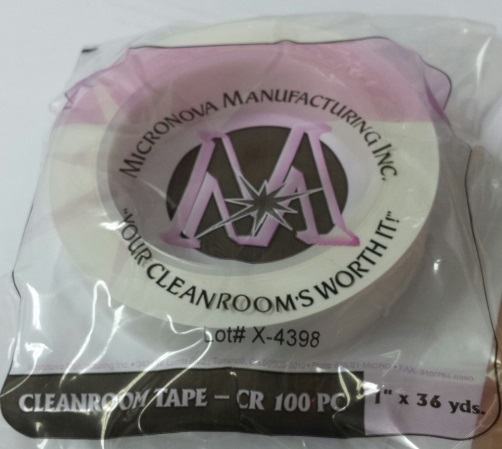 MICRONOVA MANUFACTURING INC.
M
"YOUR CLEANROOM'S WORTH IT!"
Lot# X-4398
CLEANROOM TAPE – CR 100 PC
1" x 36 yds.